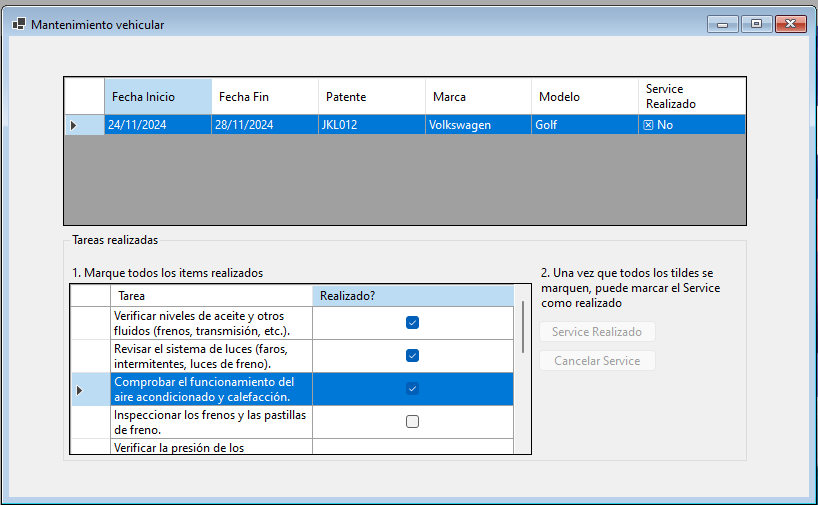 Mantenimiento vehicular
Fecha Inicio Fecha Fin Patente Marca Modelo Service
Realizado
24/11/2024 28/11/2024 JKL012 Volkswagen Golf No
Tareas realizadas
1. Marque todos los items realizados
Tarea Realizado?
Verificar niveles de aceite y otros
fluidos (frenos, transmisión, etc.).
Revisar el sistema de luces (faros,
intermitentes, luces de freno).
Comprobar el funcionamiento del
aire acondicionado y calefacción.
Inspeccionar los frenos y las pastillas
de freno.
Verificar la presión de los
2. Una vez que todos los tildes se
marquen, puede marcar el Service
como realizado
Service Realizado
Cancelar Service